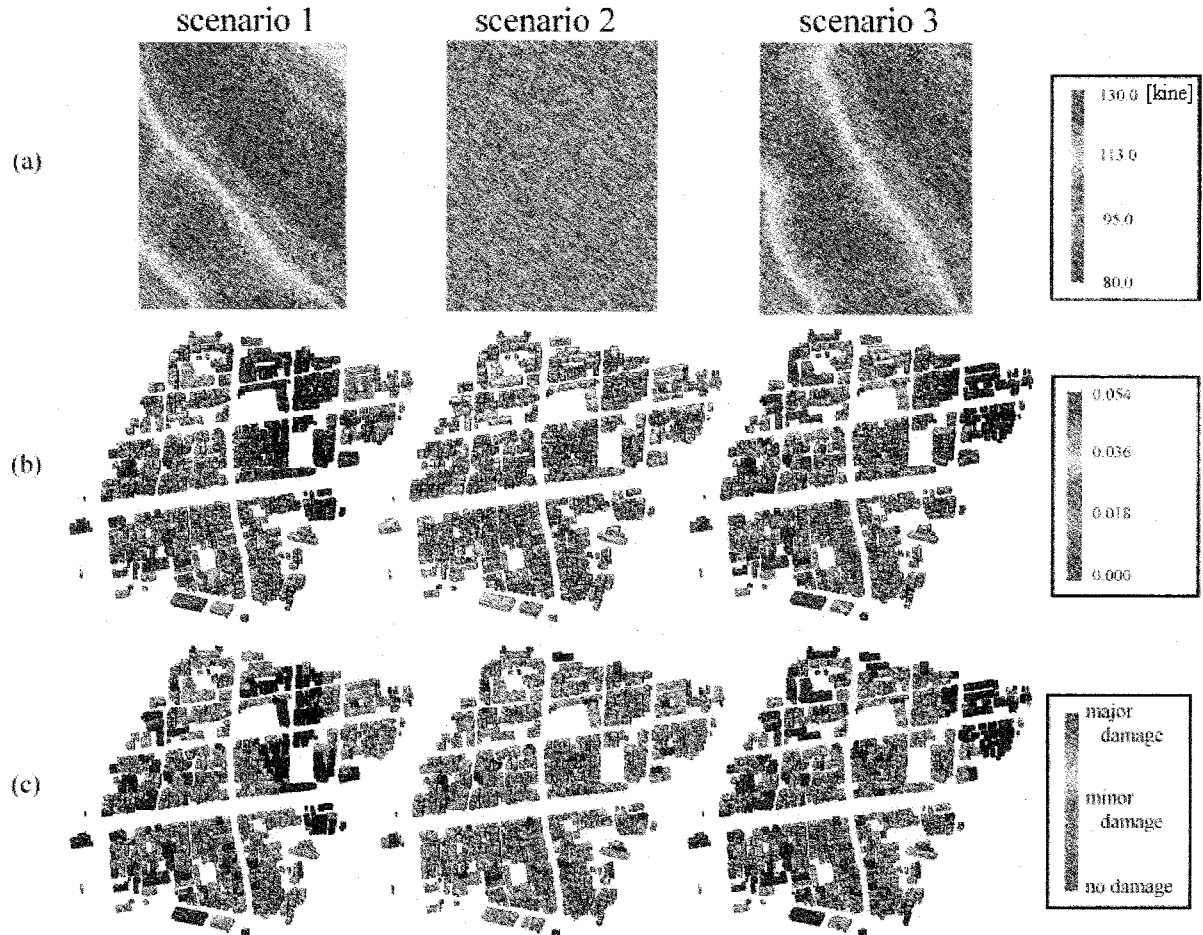 scenario 1
scenario 2
scenario 3
(a)
130.0 [kine]
113.0
95.0
80.0
(b)
0.054
0.036
0.018
0.000
(c)
major
damage
minor
damage
no damage